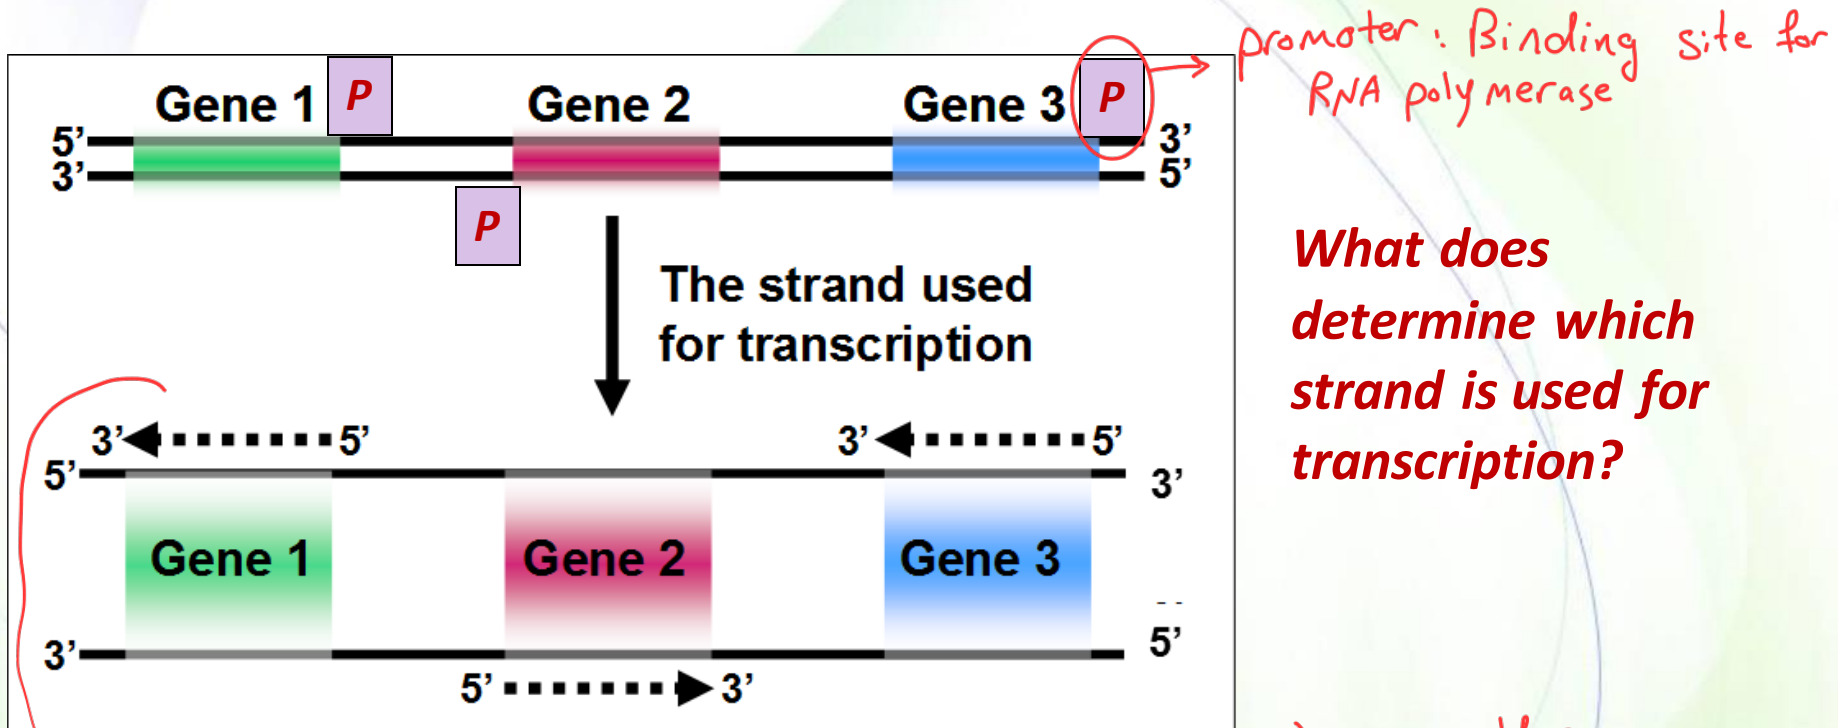 promoter : Binding site for
RNA polymerase
Gene 1 P Gene 2 Gene 3 P
5’ 3’
3’ 5’
P
The strand used
for transcription
What does
determine which
strand is used for
transcription?
3’ 5’ 3’ 5’
5’ 3’
Gene 1 Gene 2 Gene 3
3’ 5’
5’ 3’